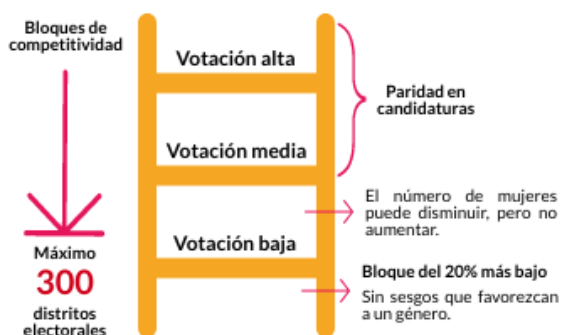 Bloques de
competitividad
Votación alta
Paridad en
candidaturas
Votación media
El número de mujeres
puede disminuir, pero no
aumentar.
Votación baja
Máximo
300
distritos
electorales
Bloque del 20% más bajo
Sin sesgos que favorezcan
a un género.